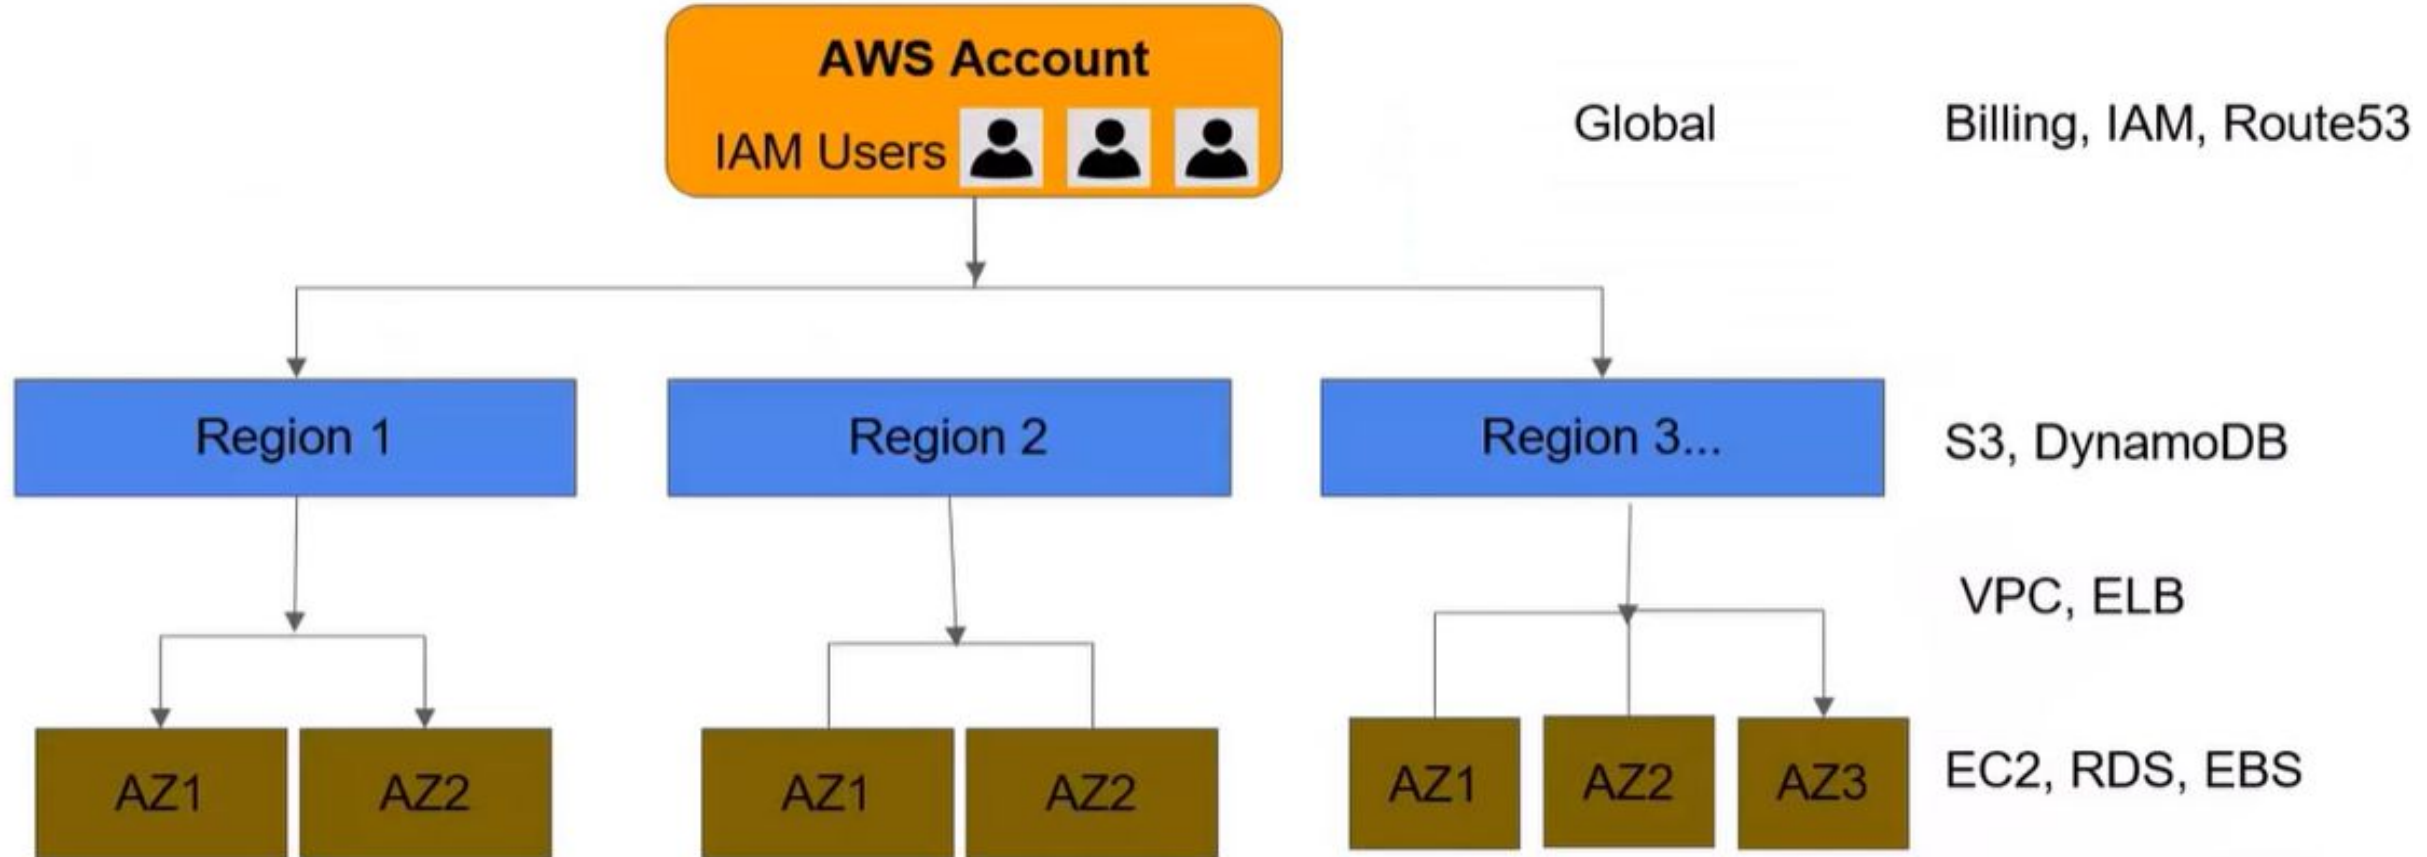 AWS Account
IAM Users
Global
Billing, IAM, Route53
Region 1
Region 2
Region 3...
S3, DynamoDB
VPC, ELB
AZ1
AZ2
AZ1
AZ2
AZ1
AZ2
AZ3
EC2, RDS, EBS